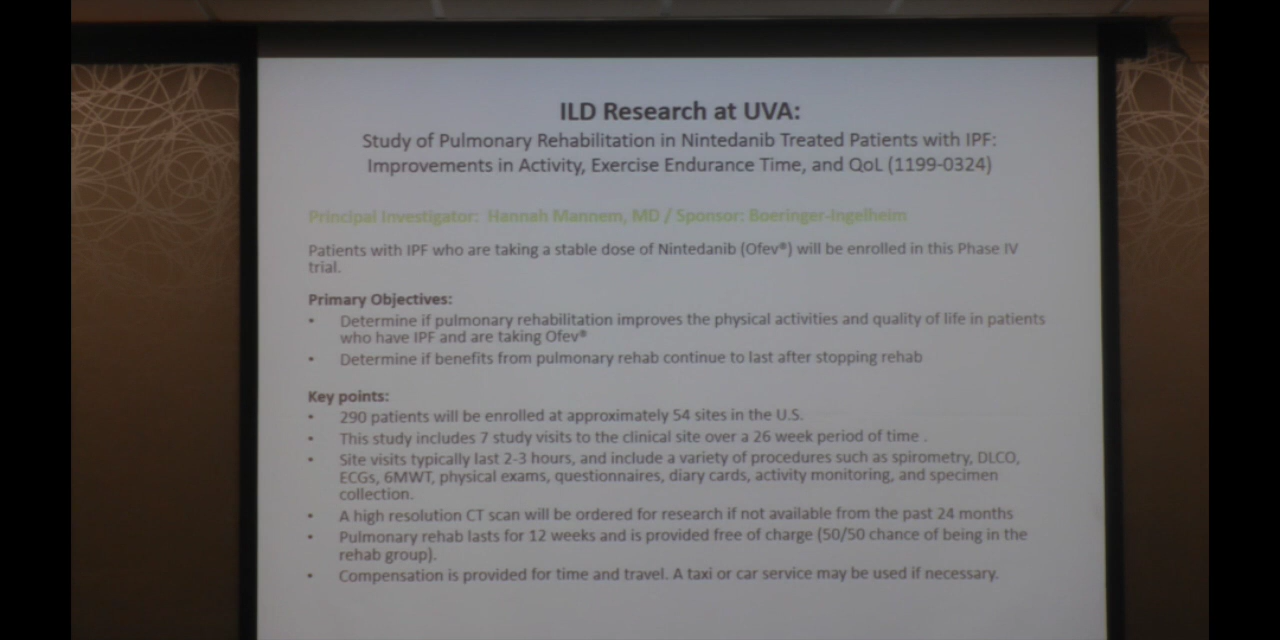 ILD Research at UVA:
Study of Pulmonary Rehabilitation in Nintedanib Treated Patients with IPF:
Improvements in Activity, Exercise Endurance Time, and QoL (1199-0324)
Principal Investigator: Hannah Mannem, MD / Sponsor: Boeringer-Ingelheim
Patients with IPF who are taking a stable dose of Nintedanib (Ofev®) will be enrolled in this Phase IV
trial.
Primary Objectives:
• Determine if pulmonary rehabilitation improves the physical activities and quality of life in patients
who have IPF and are taking Ofev®
• Determine if benefits from pulmonary rehab continue to last after stopping rehab
Key points:
• 290 patients will be enrolled at approximately 54 sites in the U.S.
• This study includes 7 study visits to the clinical site over a 26 week period of time .
• Site visits typically last 2-3 hours, and include a variety of procedures such as spirometry, DLCO,
ECGs, 6MWT, physical exams, questionnaires, diary cards, activity monitoring, and specimen
collection.
• A high resolution CT scan will be ordered for research if not available from the past 24 months
• Pulmonary rehab lasts for 12 weeks and is provided free of charge (50/50 chance of being in the
rehab group).
• Compensation is provided for time and travel. A taxi or car service may be used if necessary.